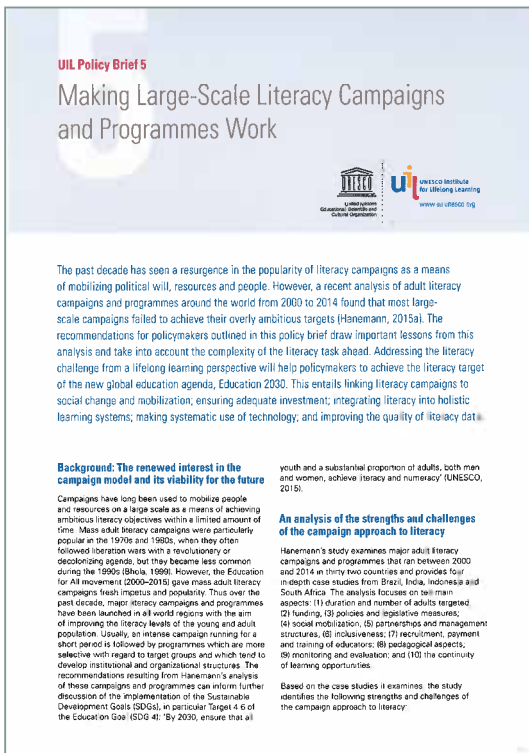 5
UIL Policy Brief 5
Making Large-Scale Literacy Campaigns
and Programmes Work
UNESCO
United Nations
Educational, Scientific and
Cultural Organization
uil
UNESCO Institute
for Lifelong Learning
www.uil.unesco.org
The past decade has seen a resurgence in the popularity of literacy campaigns as a means
of mobilizing political will, resources and people. However, a recent analysis of adult literacy
campaigns and programmes around the world from 2000 to 2014 found that most large-
scale campaigns failed to achieve their overly ambitious targets (Hanemann, 2015a). The
recommendations for policymakers outlined in this policy brief draw important lessons from this
analysis and take into account the complexity of the literacy task ahead. Addressing the literacy
challenge from a lifelong learning perspective will help policymakers to achieve the literacy target
of the new global education agenda, Education 2030. This entails linking literacy campaigns to
social change and mobilization; ensuring adequate investment; integrating literacy into holistic
learning systems; making systematic use of technology; and improving the quality of literacy data.
Background: The renewed interest in the
campaign model and its viability for the future
Campaigns have long been used to mobilize people
and resources on a large scale as a means of achieving
ambitious literacy objectives within a limited amount of
time. Mass adult literacy campaigns were particularly
popular in the 1970s and 1980s, when they often
followed liberation wars with a revolutionary or
decolonizing agenda, but they became less common
during the 1990s (Bhola, 1999). However, the Education
for All movement (2000–2015) gave mass adult literacy
campaigns fresh impetus and popularity. Thus over the
past decade, major literacy campaigns and programmes
have been launched in all world regions with the aim
of improving the literacy levels of the young and adult
population. Usually, an intense campaign running for a
short period is followed by programmes which are more
selective with regard to target groups and which tend to
develop institutional and organizational structures. The
recommendations resulting from Hanemann's analysis
of these campaigns and programmes can inform further
discussion of the implementation of the Sustainable
Development Goals (SDGs), in particular Target 4.6 of
the Education Goal (SDG 4): 'By 2030, ensure that all
youth and a substantial proportion of adults, both men
and women, achieve literacy and numeracy' (UNESCO,
2015).
An analysis of the strengths and challenges
of the campaign approach to literacy
Hanemann's study examines major adult literacy
campaigns and programmes that ran between 2000
and 2014 in thirty two countries and provides four
in-depth case studies from Brazil, India, Indonesia and
South Africa. The analysis focuses on ten main
aspects: (1) duration and number of adults targeted,
(2) funding; (3) policies and legislative measures;
(4) social mobilization; (5) partnerships and management
structures; (6) inclusiveness; (7) recruitment, payment
and training of educators; (8) pedagogical aspects;
(9) monitoring and evaluation; and (10) the continuity
of learning opportunities.
Based on the case studies it examines, the study
identifies the following strengths and challenges of
the campaign approach to literacy: